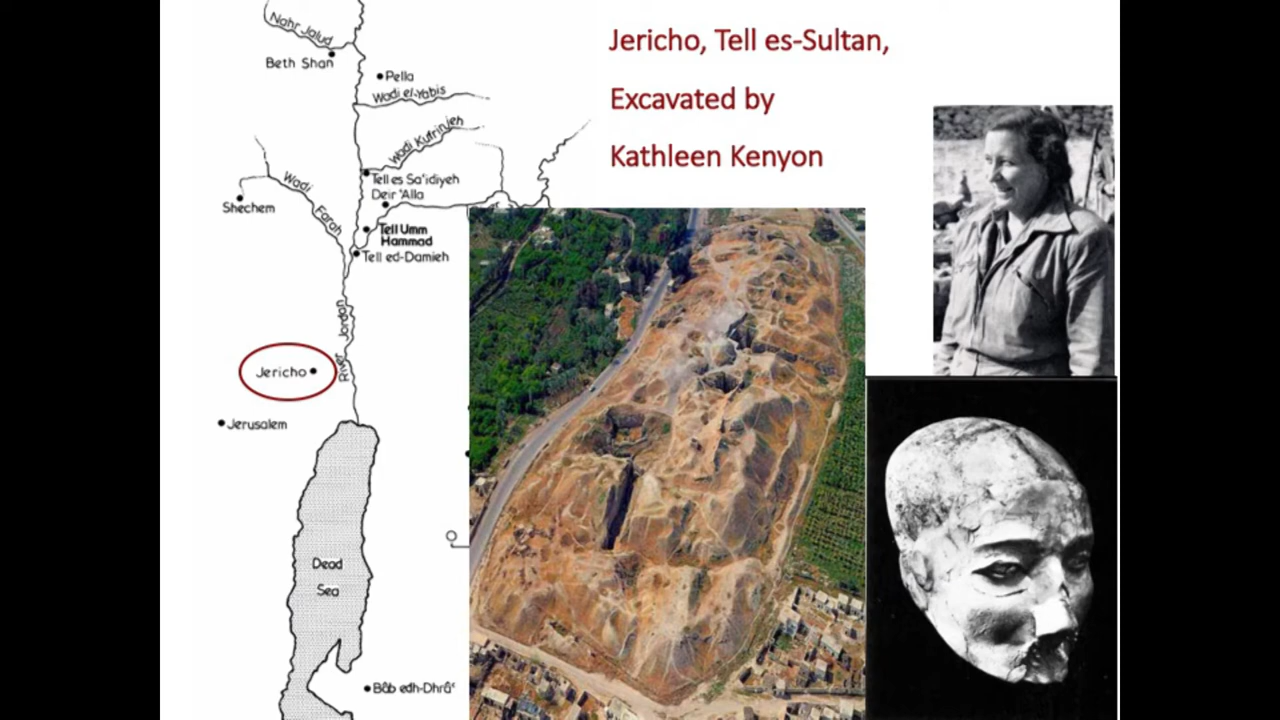 Jericho, Tell es-Sultan,
Excavated by
Kathleen Kenyon
Nahr Jalud
Beth Shan
Pella
Wadi el-Yabis
Wadi Kufrinjeh
Wadi Farah
Shechem
Tell es Sa'idiyeh
Deir 'Alla
Tell Umm
Hammad
Tell ed-Damieh
River Jordan
Jericho
Jerusalem
Dead
Sea
Bâb edh-Dhrâʿ